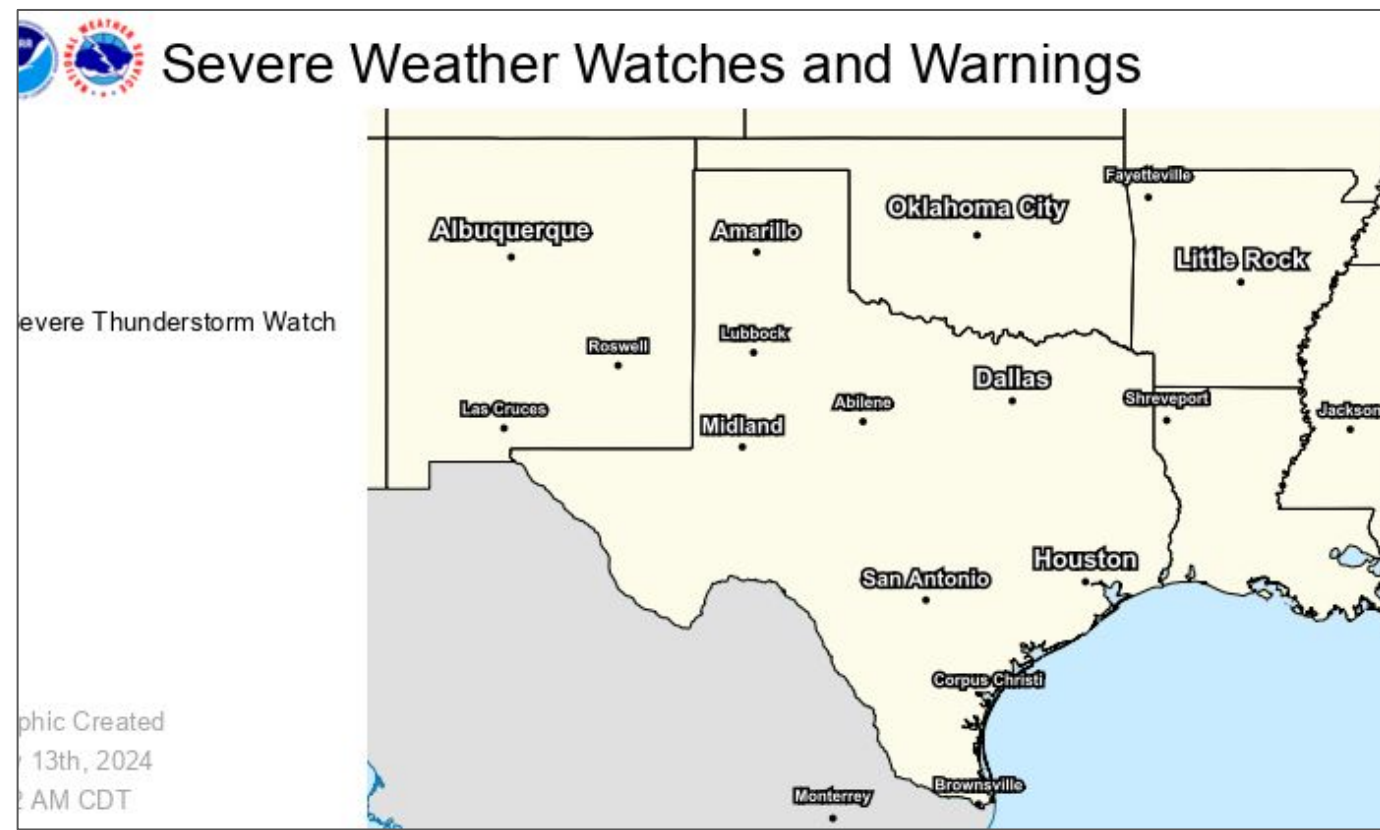 Severe Weather Watches and Warnings
Fayetteville
Oklahoma City
Albuquerque
Amarillo
Little Rock
evere Thunderstorm Watch
Lubbock
Roswell
Dallas
Shreveport
Abilene
Las Cruces
Jackson
Midland
Houston
San Antonio
Corpus Christi
phic Created
13th, 2024
AM CDT
Brownsville
Monterrey